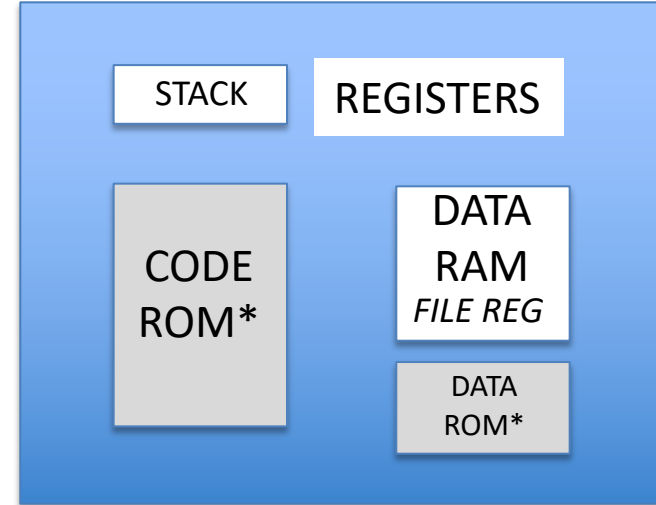 STACK
REGISTERS
CODE
ROM*
DATA
RAM
FILE REG
DATA
ROM*